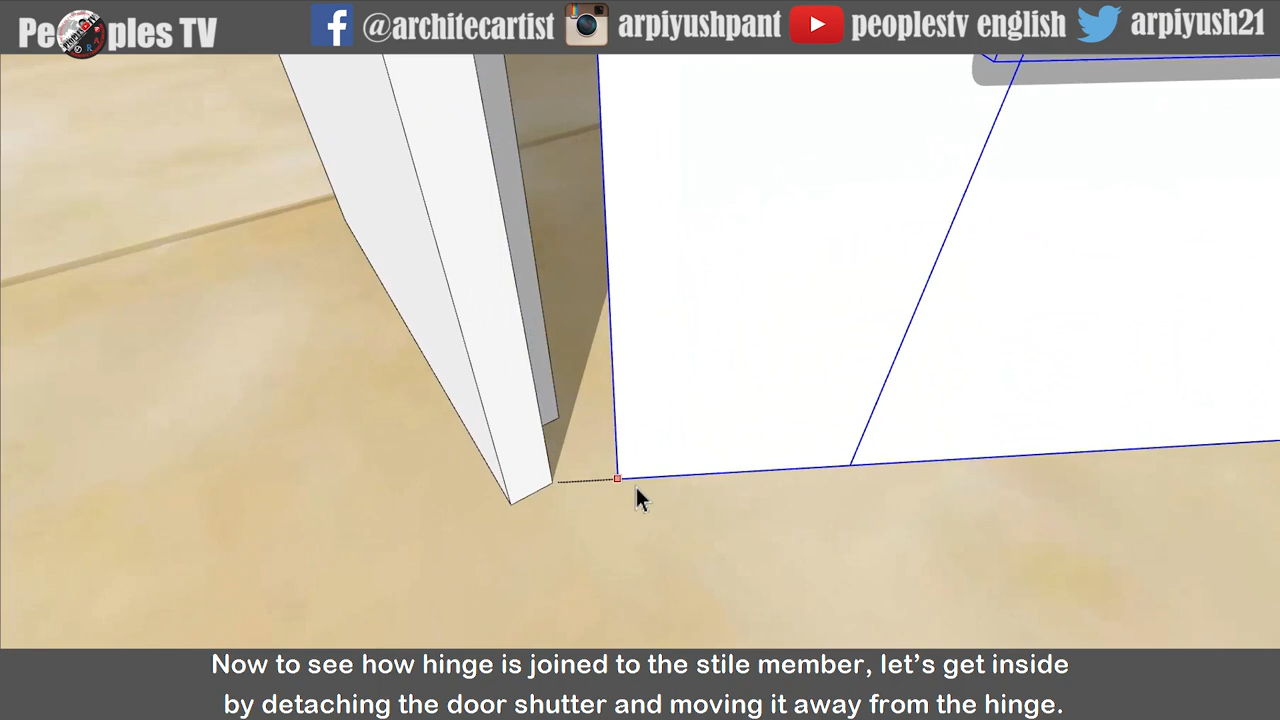 Peoples TV @architecartist arpiyushpant peoplestv english arpiyush21
Now to see how hinge is joined to the stile member, let's get inside
by detaching the door shutter and moving it away from the hinge.